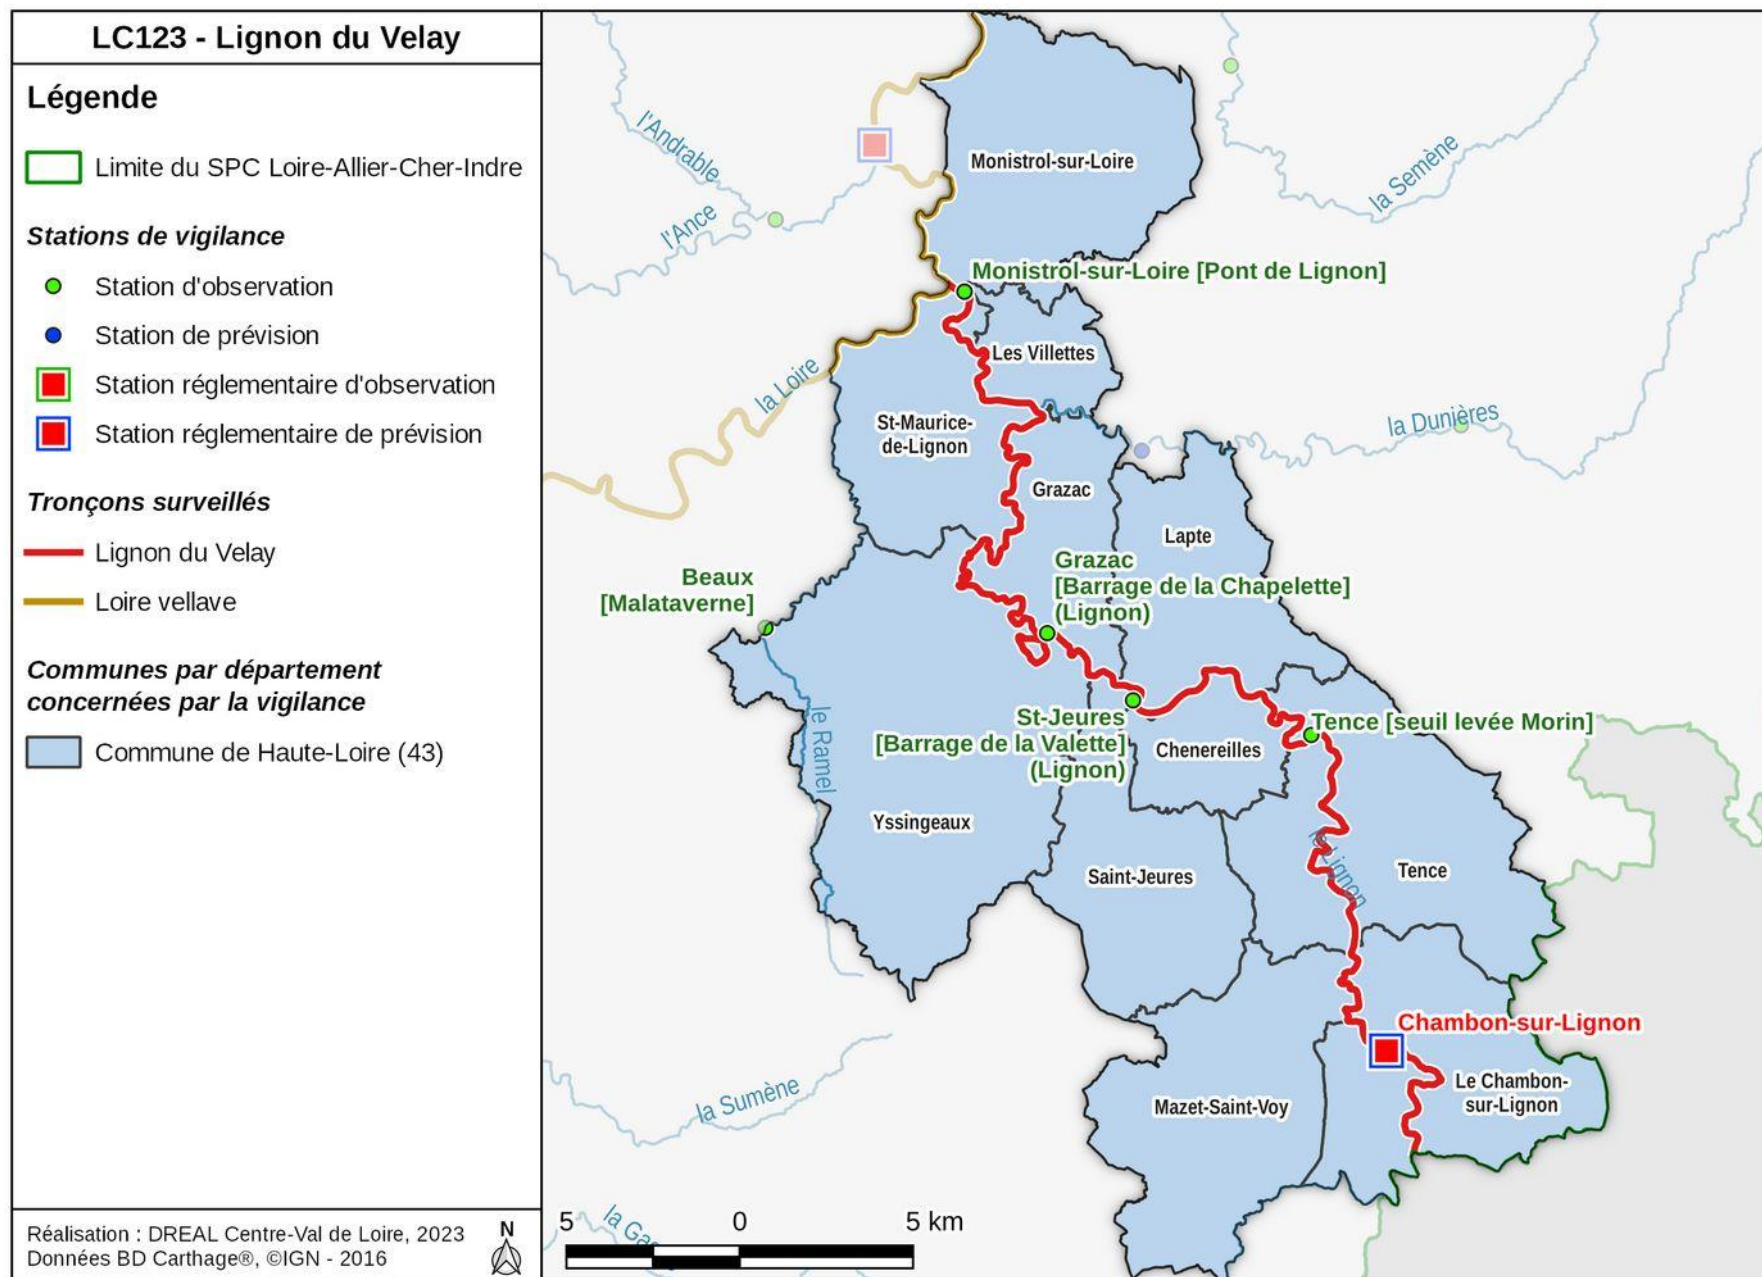 LC123 - Lignon du Velay
Légende
Limite du SPC Loire-Allier-Cher-Indre
Stations de vigilance
Station d'observation
Station de prévision
Station réglementaire d'observation
Station réglementaire de prévision
Tronçons surveillés
Lignon du Velay
Loire vellave
Communes par département
concernées par la vigilance
Commune de Haute-Loire (43)
Réalisation : DREAL Centre-Val de Loire, 2023
Données BD Carthage®, ©IGN - 2016
N
l'Andrable
l'Ance
Monistrol-sur-Loire
la Semène
Monistrol-sur-Loire [Pont de Lignon]
Les Villettes
la Loire
St-Maurice-
de-Lignon
la Dunières
Grazac
Lapte
Beaux
[Malataverne]
Grazac
[Barrage de la Chapelette]
(Lignon)
le Ramel
St-Jeures
[Barrage de la Valette]
(Lignon)
Chenereilles
Tence [seuil levée Morin]
Yssingeaux
le Lignon
Saint-Jeures
Tence
Chambon-sur-Lignon
la Sumène
Mazet-Saint-Voy
Le Chambon-
sur-Lignon
5 0 5 km
la